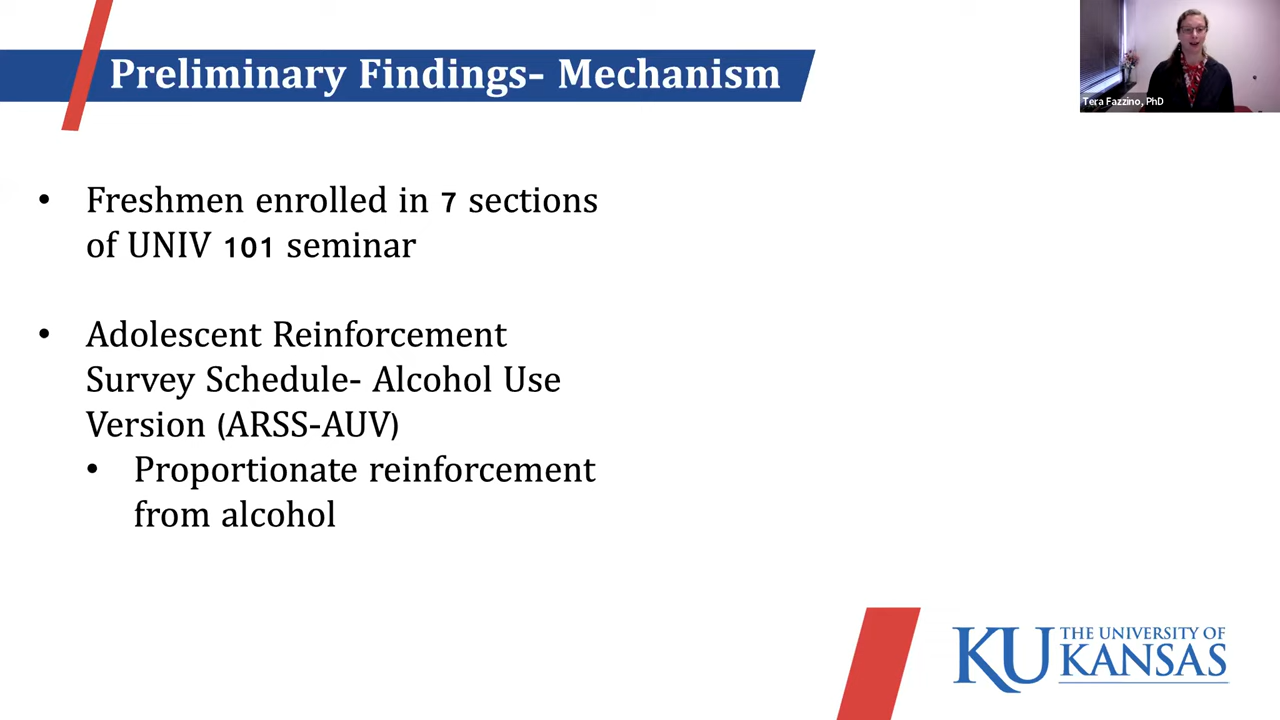 Preliminary Findings- Mechanism
Tera Fazzino, PhD
• Freshmen enrolled in 7 sections
of UNIV 101 seminar
• Adolescent Reinforcement
Survey Schedule- Alcohol Use
Version (ARSS-AUV)
• Proportionate reinforcement
from alcohol
KU THE UNIVERSITY OF
KANSAS